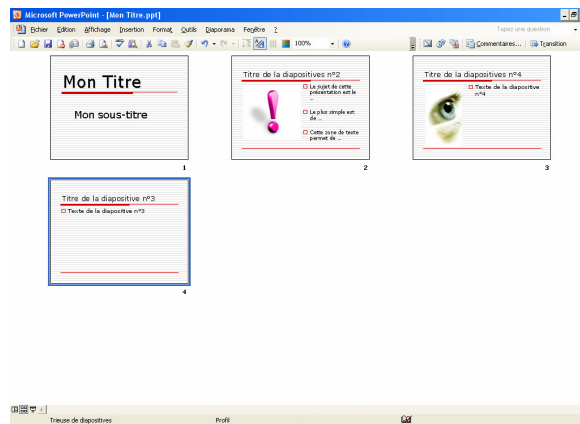 Microsoft PowerPoint - [Mon Titre.ppt]
Fichier Edition Affichage Insertion Format Outils Diaporama Fenêtre ? Tapez une question
100% Commentaires... Transition
Mon Titre
Mon sous-titre
1
Titre de la diapositives n°2
Le sujet de cette
présentation est le
...
Le plus simple est
de ...
Cette zone de texte
permet de ...
2
Titre de la diapositives n°4
Texte de la diapositive
n°4
3
Titre de la diapositive n°3
Texte de la diapositive n°3
4
Trieuse de diapositives Profil